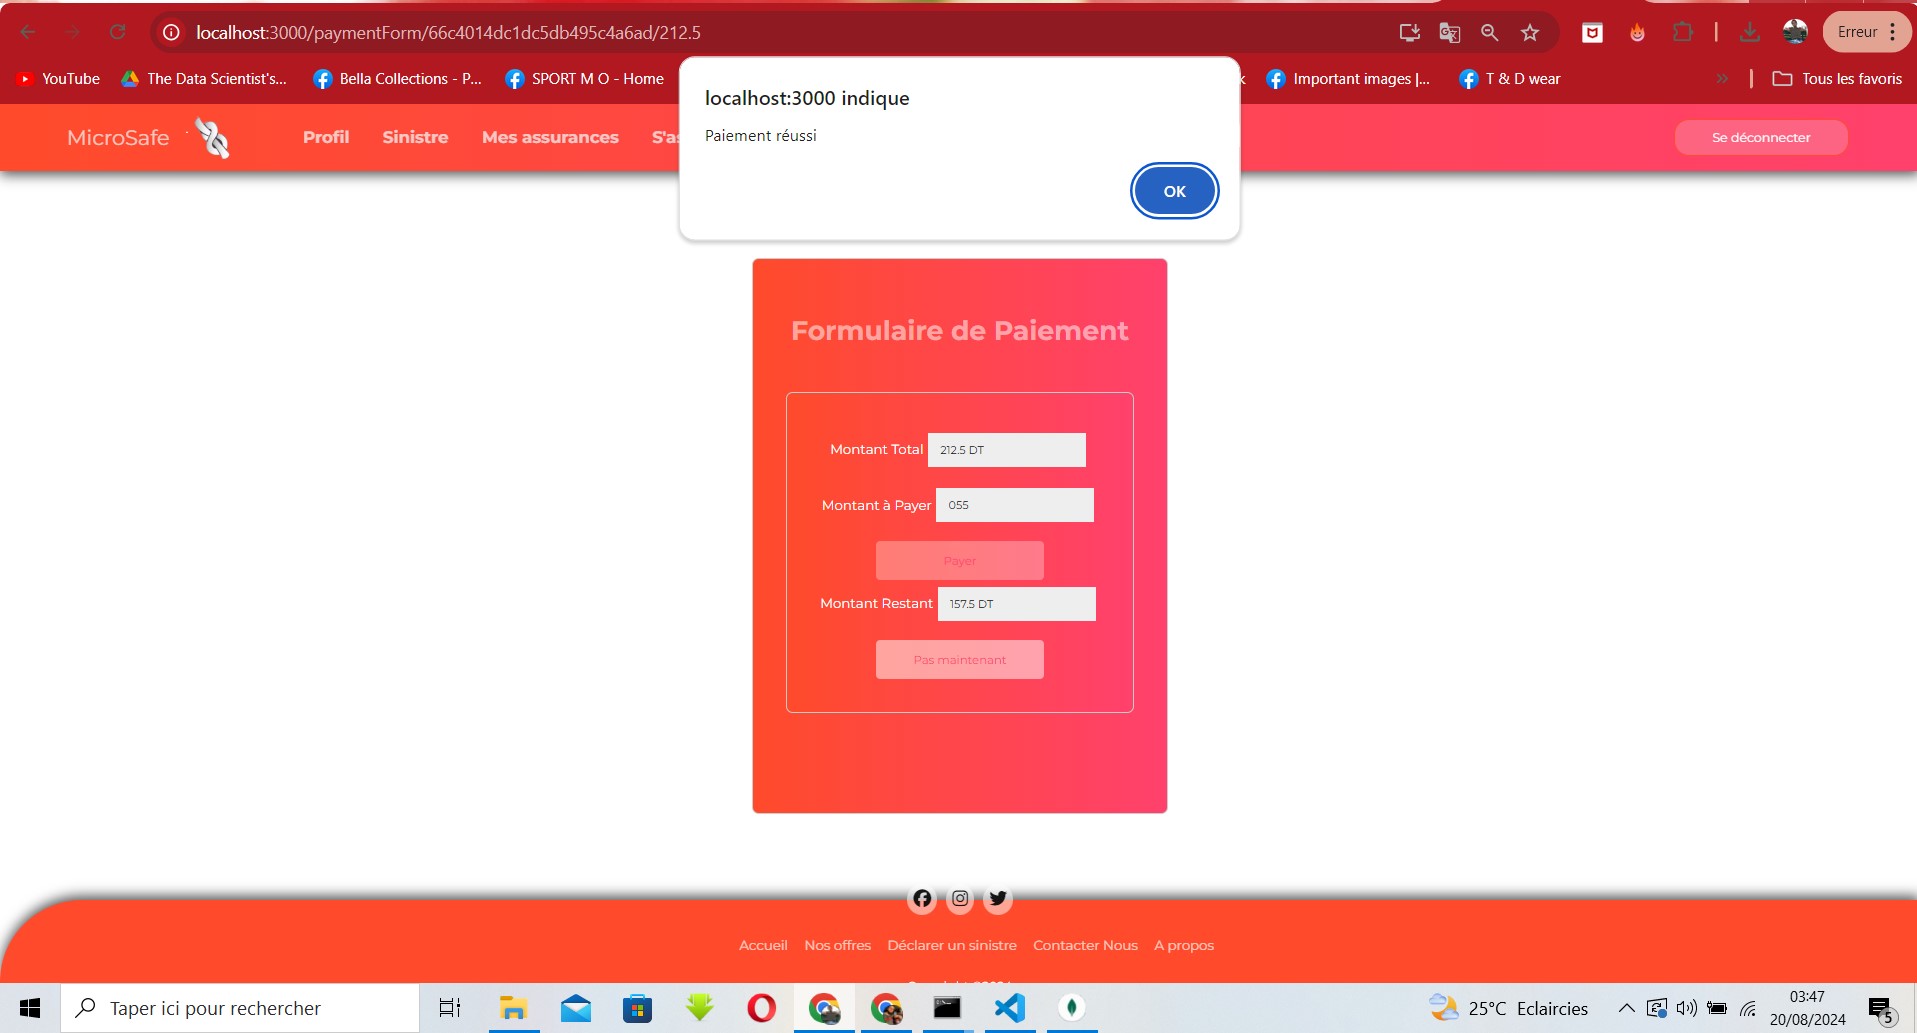 localhost:3000/paymentForm/66c4014dc1dc5db495c4a6ad/212.5
Erreur
YouTube
The Data Scientist's...
Bella Collections - P...
SPORT M O - Home
Important images |...
T & D wear
Tous les favoris
localhost:3000 indique
Paiement réussi
OK
MicroSafe
Profil
Sinistre
Mes assurances
Se déconnecter
Formulaire de Paiement
Montant Total
212.5 DT
Montant à Payer
055
Payer
Montant Restant
157.5 DT
Pas maintenant
Accueil
Nos offres
Déclarer un sinistre
Contacter Nous
A propos
Taper ici pour rechercher
25°C Eclaircies
03:47
20/08/2024
5